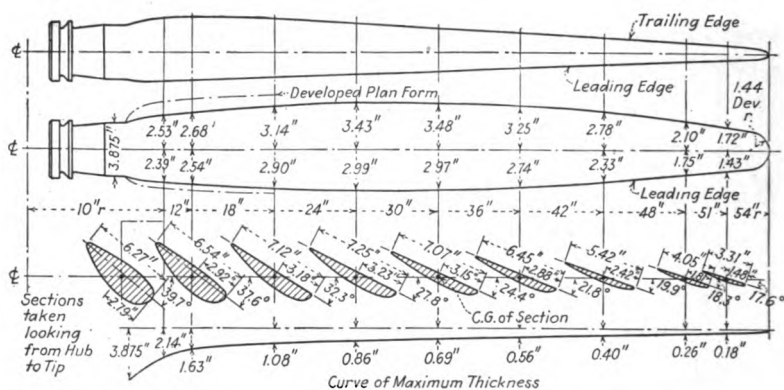 Trailing Edge
℄
Leading Edge
Developed Plan Form
1.44
Dev.
r.
3.875"
2.53" 2.68' 3.14" 3.43" 3.48" 3.25" 2.78" 2.10" 1.72"
℄
2.39" 2.54" 2.90" 2.99" 2.97" 2.74" 2.33" 1.75" 1.43"
Leading Edge
10"r 12" 18" 24" 30" 36" 42" 48" 51" 54"r
6.27" 6.54" 7.12" 7.25" 7.07" 6.45" 5.42" 4.05" 3.31"
℄
2.79" 2.92" 3.18" 3.23" 3.15" 2.88" 2.42" 1.48"
39.7° 37.6° 32.3° 27.8° 24.4° 21.8° 19.9° 18.3° 17.6°
C.G. of Section
Sections
taken
looking
from Hub
to Tip
3.875" 2.14" 1.63" 1.08" 0.86" 0.69" 0.56" 0.40" 0.26" 0.18"
Curve of Maximum Thickness